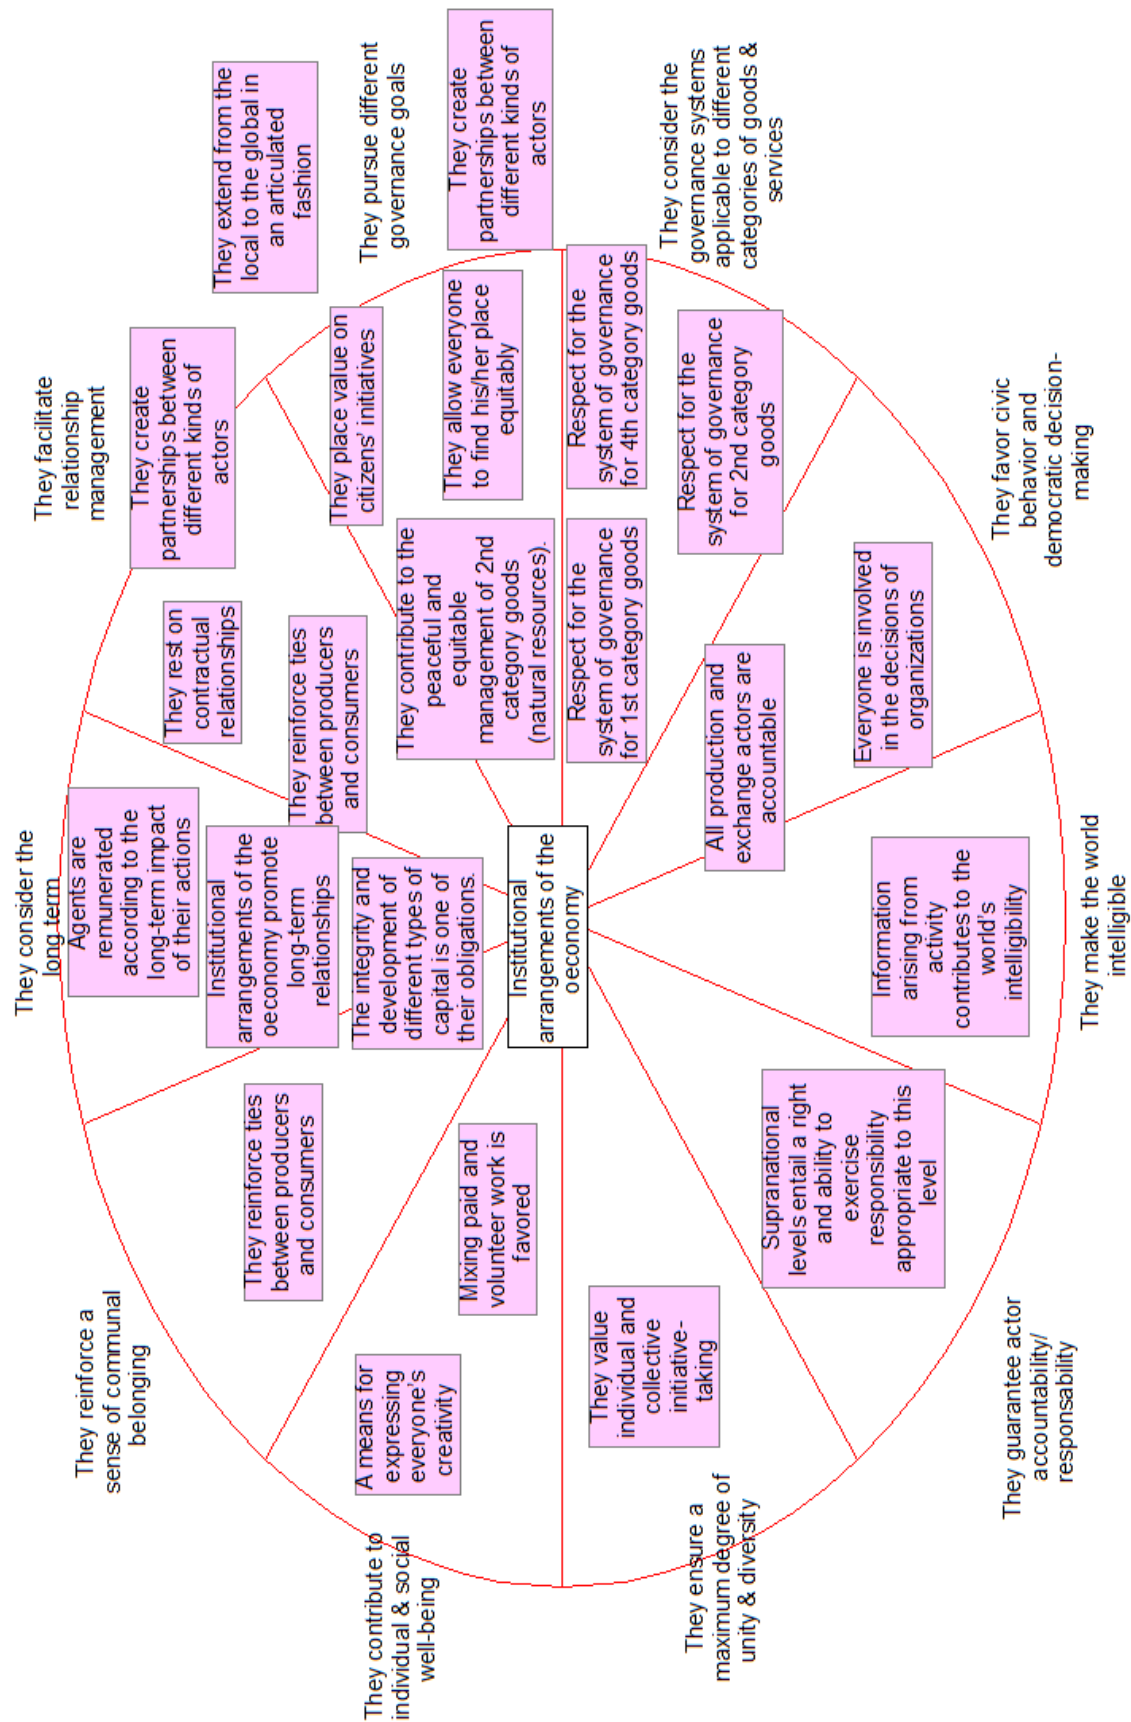 They consider the
long term
They reinforce a
sense of communal
belonging
They facilitate
relationship
management
Agents are
remunerated
according to the
long-term impact
of their actions
They create
partnerships between
different kinds of
actors
They extend from the
local to the global in
an articulated
fashion
They rest on
contractual
relationships
Institutional
arrangements of the
oeconomy promote
long-term
relationships
They reinforce ties
between producers
and consumers
They reinforce ties
between producers
and consumers
They place value on
citizens' initiatives
They pursue different
governance goals
The integrity and
development of
different types of
capital is one of
their obligations.
A means for
expressing
everyone's
creativity
They contribute to
individual & social
well-being
They contribute to the
peaceful and
equitable
management of 2nd
category goods
(natural resources).
They allow everyone
to find his/her place
equitably
They create
partnerships between
different kinds of
actors
Mixing paid and
volunteer work is
favored
Institutional
arrangements of the
oeconomy
Respect for the
system of governance
for 1st category goods
Respect for the
system of governance
for 4th category goods
They value
individual and
collective
initiative-
taking
They consider the
governance systems
applicable to different
categories of goods &
services
Respect for the
system of governance
for 2nd category
goods
They ensure a
maximum degree of
unity & diversity
All production and
exchange actors are
accountable
Supranational
levels entail a right
and ability to
exercise
responsibility
appropriate to this
level
Everyone is involved
in the decisions of
organizations
Information
arising from
activity
contributes to the
world's
intelligibility
They favor civic
behavior and
democratic decision-
making
They guarantee actor
accountability/
responsability
They make the world
intelligible